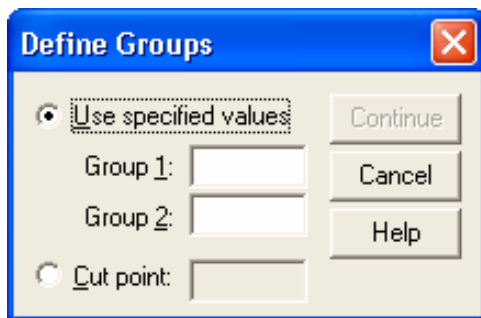 Define Groups
Use specified values
Continue
Group 1:
Cancel
Group 2:
Help
Cut point: